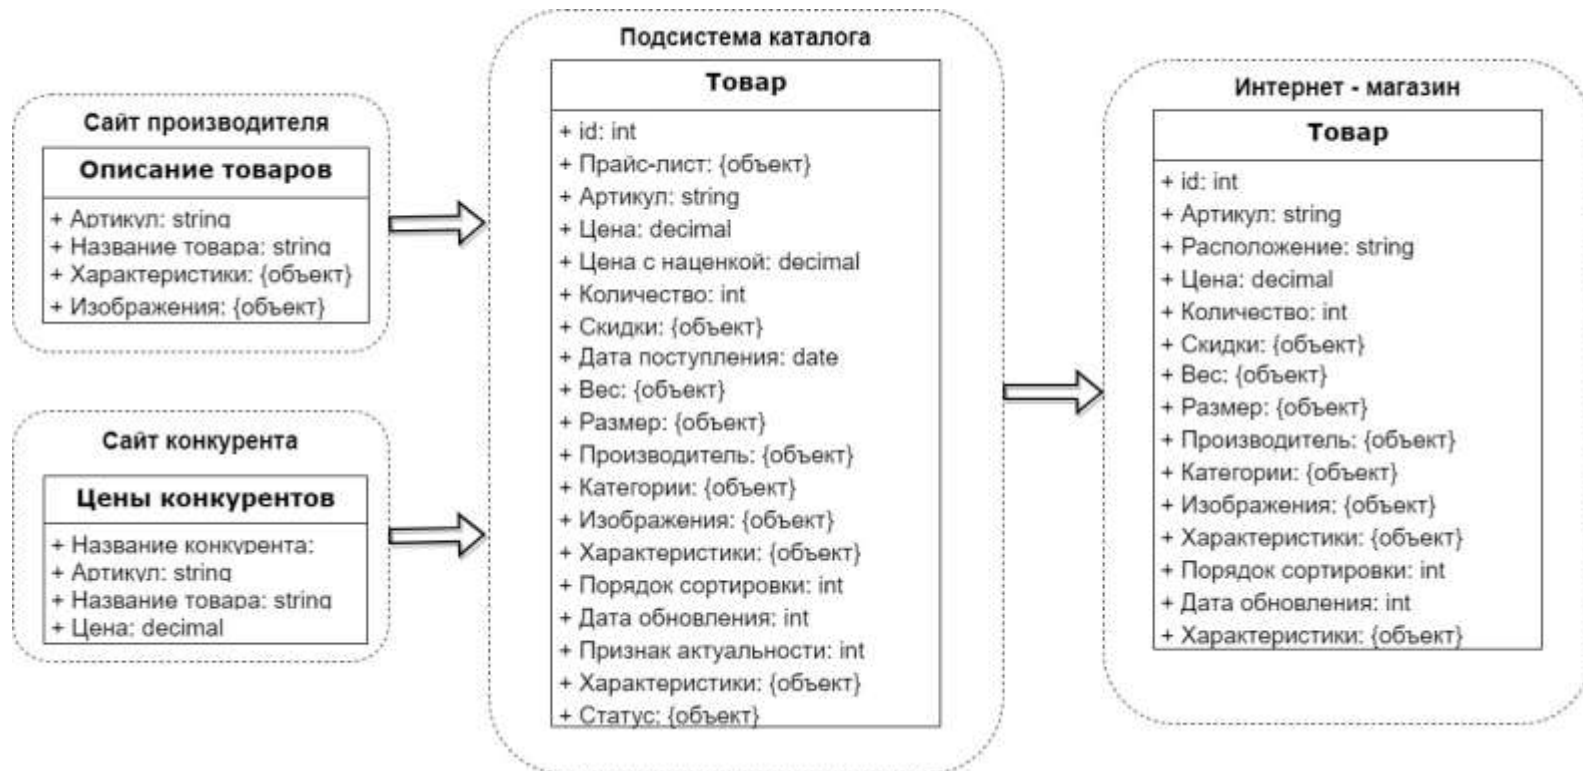 Сайт производителя
Описание товаров
+ Артикул: string
+ Название товара: string
+ Характеристики: {объект}
+ Изображения: {объект}
Сайт конкурента
Цены конкурентов
+ Название конкурента:
+ Артикул: string
+ Название товара: string
+ Цена: decimal
Подсистема каталога
Товар
+ id: int
+ Прайс-лист: {объект}
+ Артикул: string
+ Цена: decimal
+ Цена с наценкой: decimal
+ Количество: int
+ Скидки: {объект}
+ Дата поступления: date
+ Вес: {объект}
+ Размер: {объект}
+ Производитель: {объект}
+ Категории: {объект}
+ Изображения: {объект}
+ Характеристики: {объект}
+ Порядок сортировки: int
+ Дата обновления: int
+ Признак актуальности: int
+ Характеристики: {объект}
+ Статус: {объект}
Интернет - магазин
Товар
+ id: int
+ Артикул: string
+ Расположение: string
+ Цена: decimal
+ Количество: int
+ Скидки: {объект}
+ Вес: {объект}
+ Размер: {объект}
+ Производитель: {объект}
+ Категории: {объект}
+ Изображения: {объект}
+ Характеристики: {объект}
+ Порядок сортировки: int
+ Дата обновления: int
+ Характеристики: {объект}